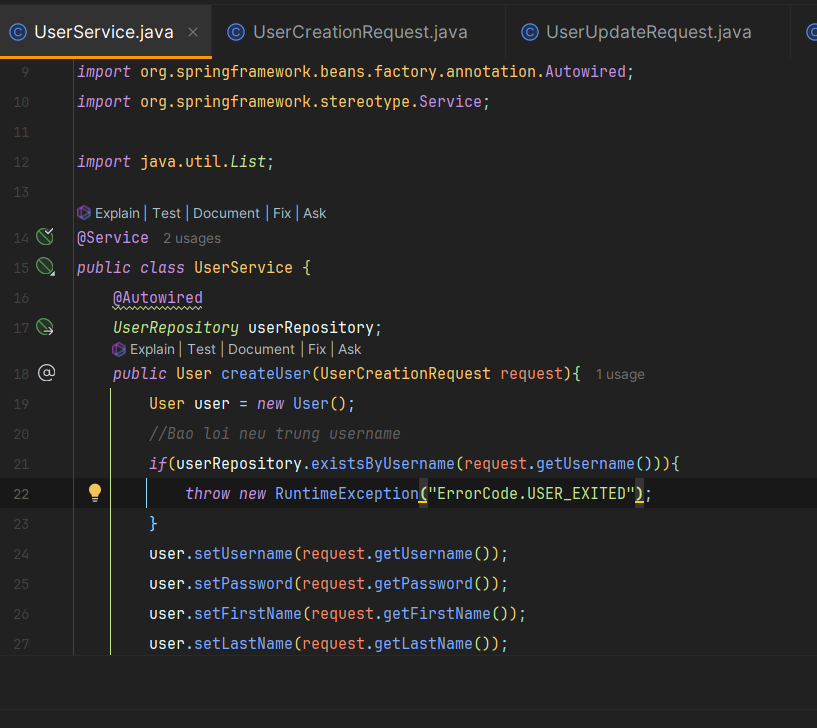 UserService.java × UserCreationRequest.java UserUpdateRequest.java
9 import org.springframework.beans.factory.annotation.Autowired;
10 import org.springframework.stereotype.Service;
11
12 import java.util.List;
13
Explain | Test | Document | Fix | Ask
14 @Service 2 usages
15 public class UserService {
16 @Autowired
17 UserRepository userRepository;
Explain | Test | Document | Fix | Ask
18 public User createUser(UserCreationRequest request){ 1 usage
19 User user = new User();
20 //Bao loi neu trung username
21 if(userRepository.existsByUsername(request.getUsername())){
22 throw new RuntimeException("ErrorCode.USER_EXITED");
23 }
24 user.setUsername(request.getUsername());
25 user.setPassword(request.getPassword());
26 user.setFirstName(request.getFirstName());
27 user.setLastName(request.getLastName());